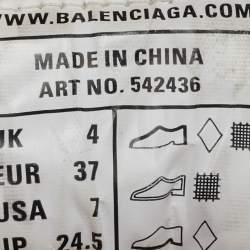 WWW.BALENCIAGA.COM
MADE IN CHINA
ART NO. 542436
UK 4
EUR 37
USA 7
24.5